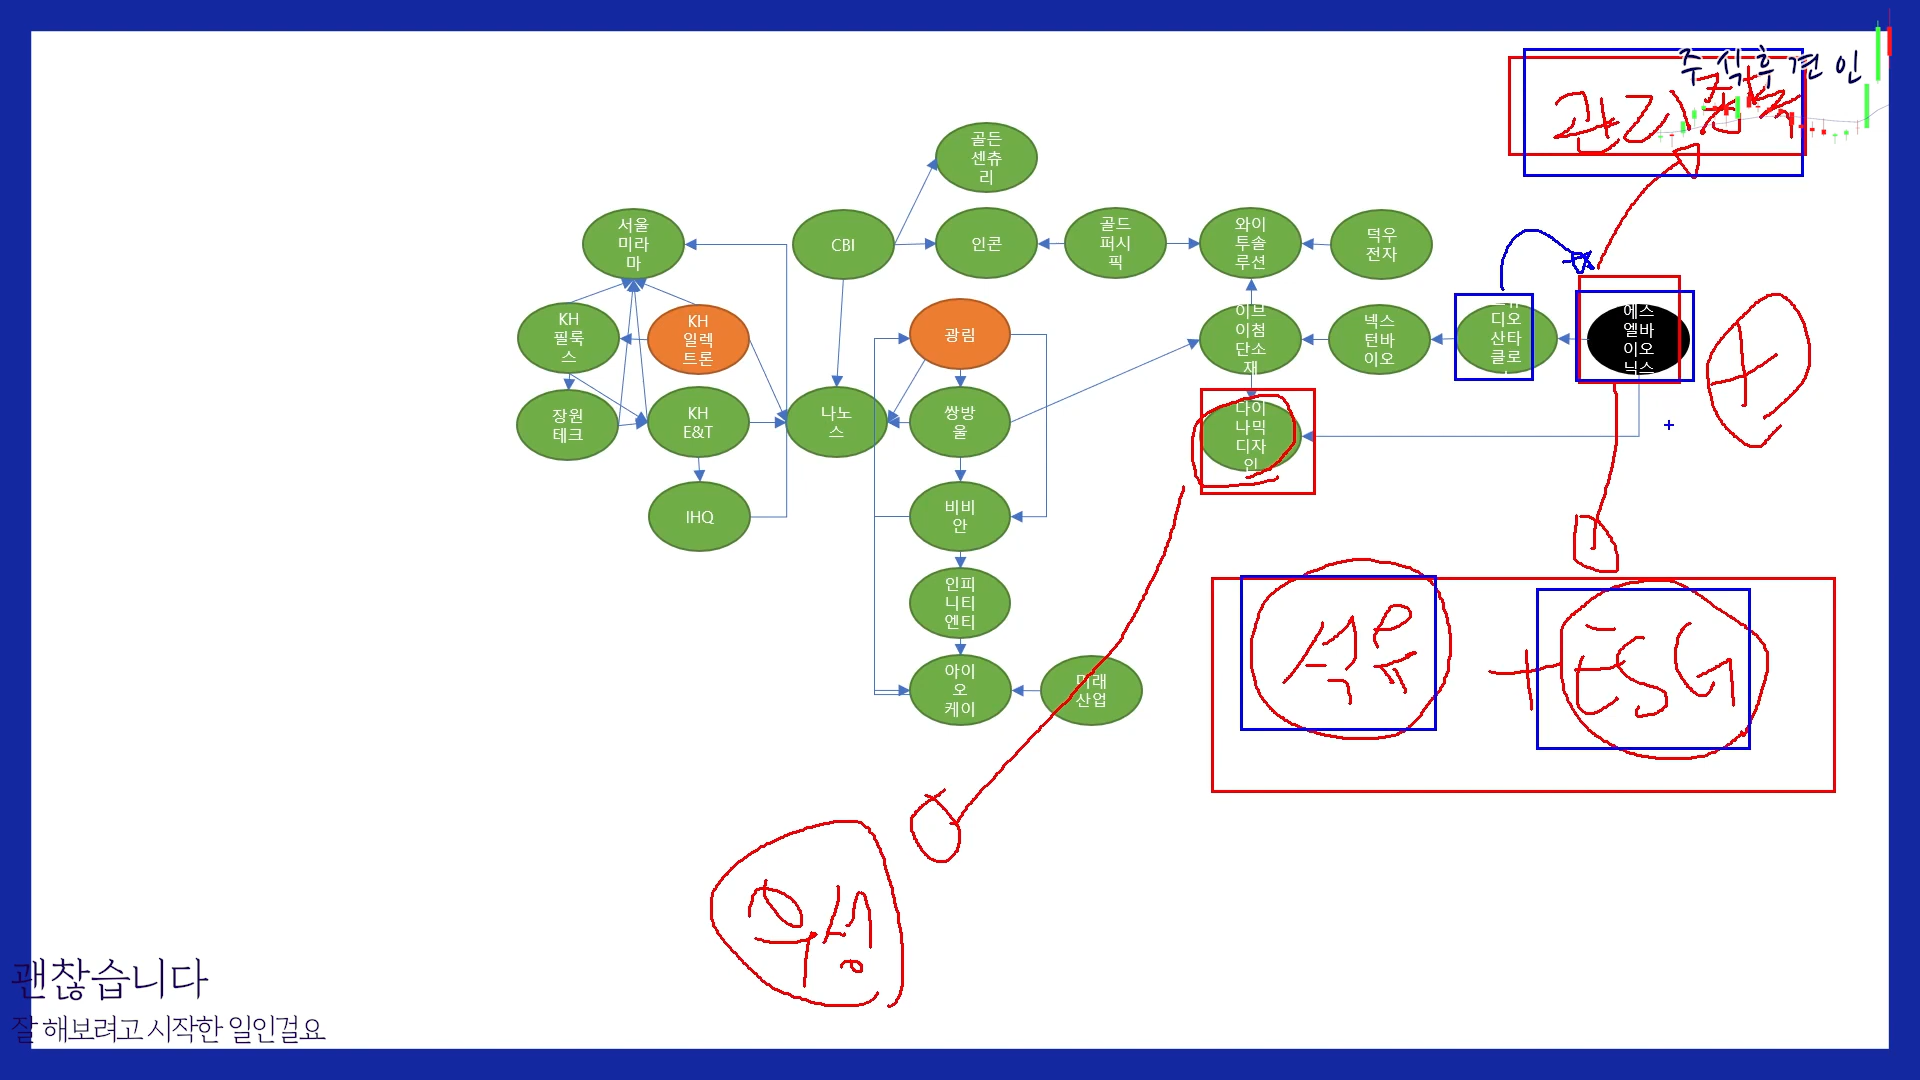 주식후견인
관리종목
골든
센츄
리
서울
미라
마
CBI
인콘
골드
퍼시
픽
와이
투솔
루션
덕우
전자
KH
필룩
스
KH
일렉
트론
광림
이브
이첨
단소
재
넥스
턴바
이오
디오
산타
클로
에스
엘바
이오
닉스
장원
테크
KH
E&T
나노
스
쌍방
울
다이
나믹
디자
인
IHQ
비비
안
인피
니티
엔티
석유 + ESG
아이
오
케이
미래
산업
괜찮습니다
잘 해보려고 시작한 일인걸요